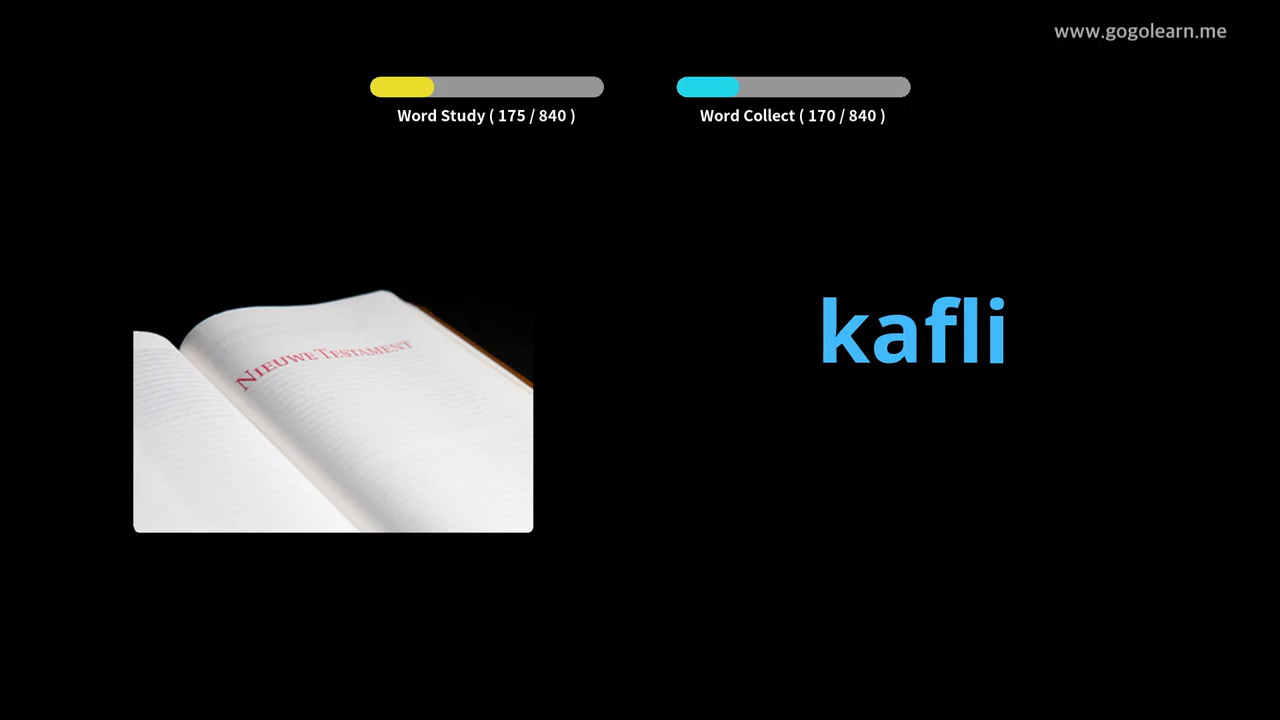 www.gogolearn.me
Word Study ( 175 / 840 )
Word Collect ( 170 / 840 )
kafli
NIEUWE TESTAMENT